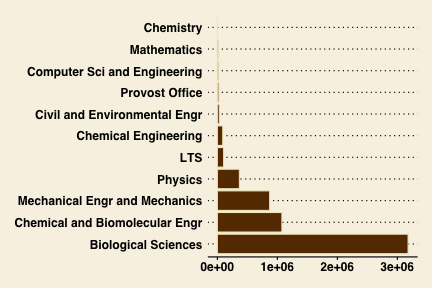 Chemistry
Mathematics
Computer Sci and Engineering
Provost Office
Civil and Environmental Engr
Chemical Engineering
LTS
Physics
Mechanical Engr and Mechanics
Chemical and Biomolecular Engr
Biological Sciences
0e+00 1e+06 2e+06 3e+06